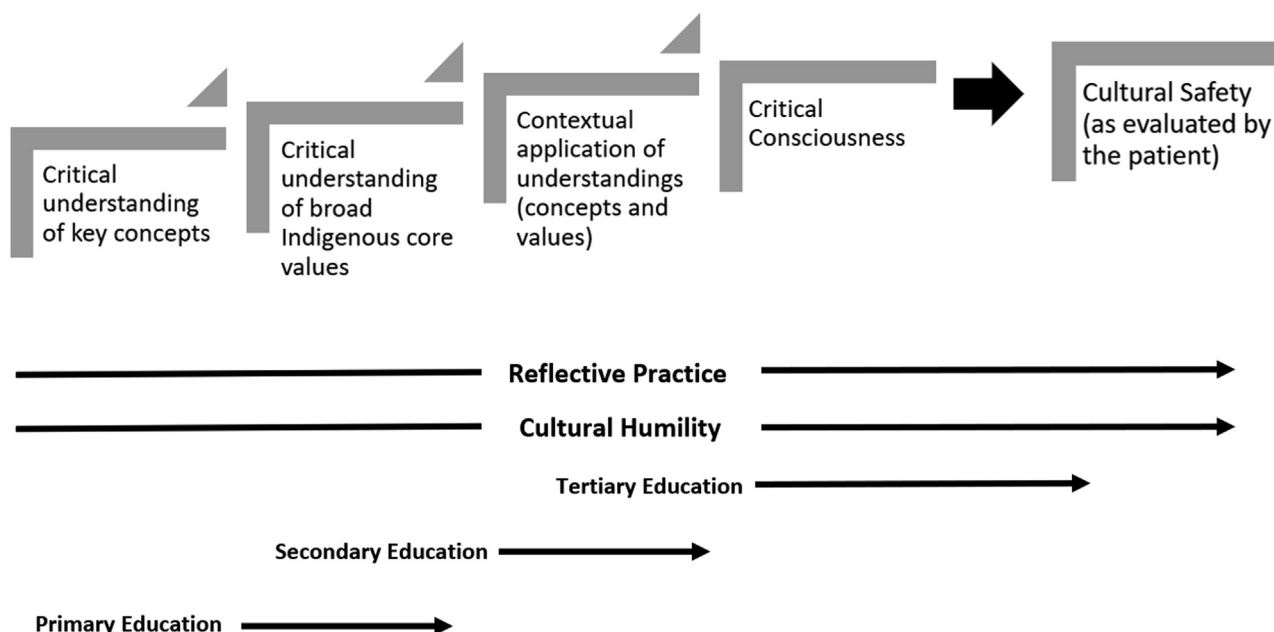 Critical
understanding
of key concepts
Critical
understanding
of broad
Indigenous core
values
Contextual
application of
understandings
(concepts and
values)
Critical
Consciousness
Cultural Safety
(as evaluated by
the patient)
Reflective Practice
Cultural Humility
Tertiary Education
Secondary Education
Primary Education